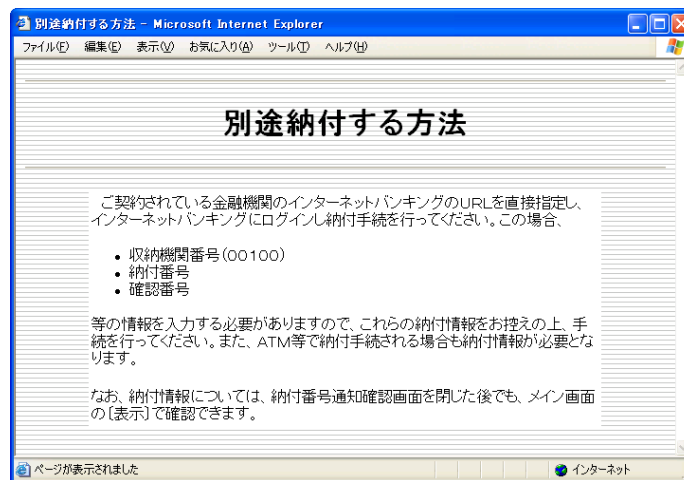 別途納付する方法 - Microsoft Internet Explorer
ファイル(F) 編集(E) 表示(V) お気に入り(A) ツール(T) ヘルプ(H)
別途納付する方法
ご契約されている金融機関のインターネットバンキングのURLを直接指定し、
インターネットバンキングにログインし納付手続を行ってください。この場合、
• 収納機関番号(00100)
• 納付番号
• 確認番号
等の情報を入力する必要がありますので、これらの納付情報をお控えの上、手
続を行ってください。また、ATM等で納付手続される場合も納付情報が必要とな
ります。
なお、納付情報については、納付番号通知確認画面を閉じた後でも、メイン画面
の[表示]で確認できます。
ページが表示されました
インターネット